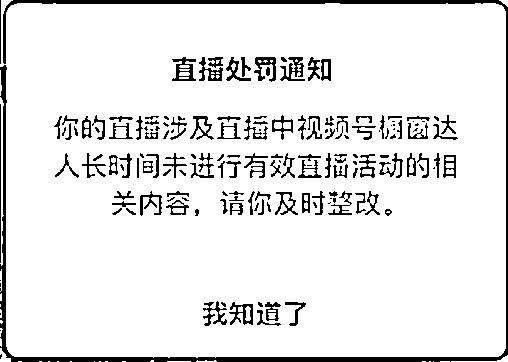 直播处罚通知
你的直播涉及直播中视频号橱窗达
人长时间未进行有效直播活动的相
关内容，请你及时整改。
我知道了